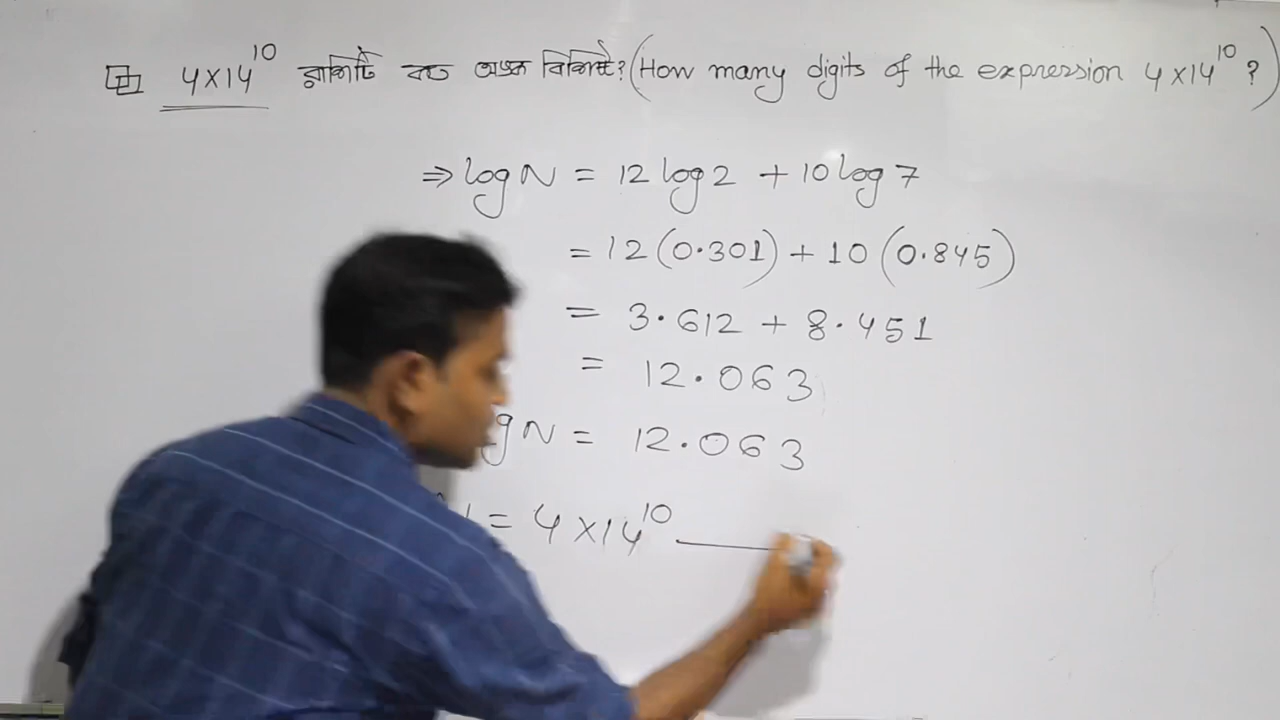 4×14^10 রাশিটি কত অঙ্ক বিশিষ্ট? (How many digits of the expression 4×14^10 ?)
⇒ log N = 12 log 2 + 10 log 7
= 12 (0.301) + 10 (0.845)
= 3.612 + 8.451
= 12.063
g N = 12.063
= 4×14^10